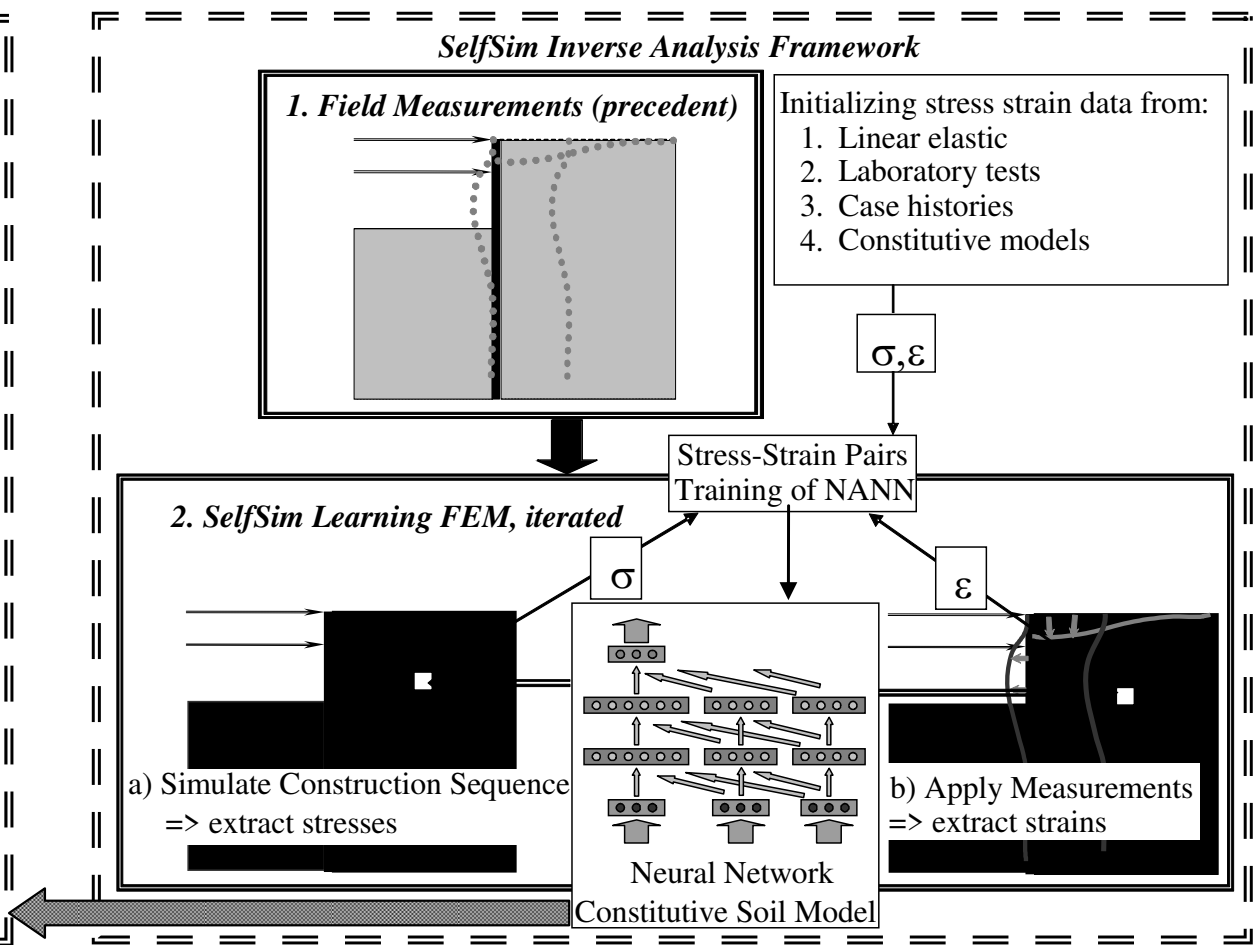 SelfSim Inverse Analysis Framework
1. Field Measurements (precedent)
Initializing stress strain data from:
1. Linear elastic
2. Laboratory tests
3. Case histories
4. Constitutive models
σ,ε
Stress-Strain Pairs
Training of NANN
2. SelfSim Learning FEM, iterated
σ
ε
a) Simulate Construction Sequence
=> extract stresses
b) Apply Measurements
=> extract strains
Neural Network
Constitutive Soil Model